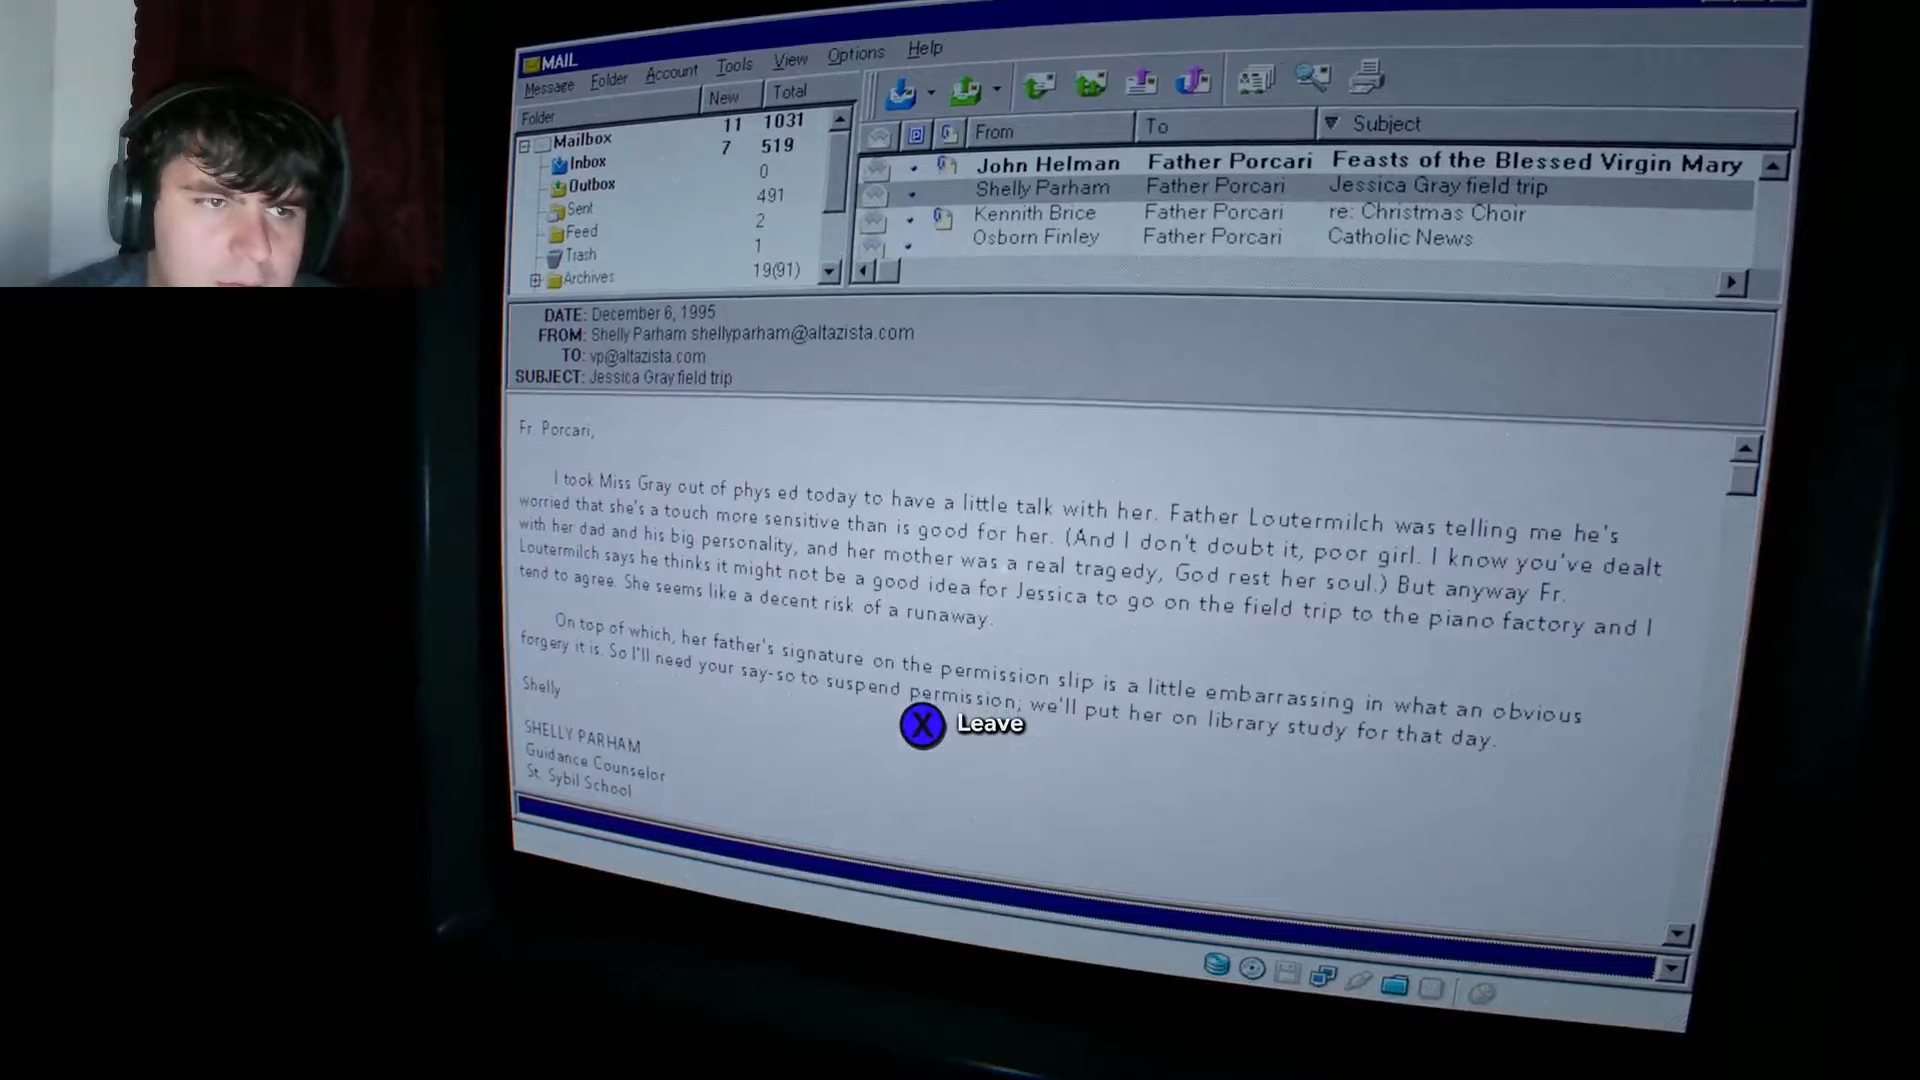 MAIL
Message Folder Account Tools View Options Help
Folder New Total
Mailbox 11 1031
Inbox 7 519
Outbox 0
Sent 491
Feed 2
Trash 1
Archives 19(91)
From To Subject
John Helman Father Porcari Feasts of the Blessed Virgin Mary
Shelly Parham Father Porcari Jessica Gray field trip
Kennith Brice Father Porcari re: Christmas Choir
Osborn Finley Father Porcari Catholic News
DATE: December 6, 1995
FROM: Shelly Parham shellyparham@altazista.com
TO: vp@altazista.com
SUBJECT: Jessica Gray field trip
Fr. Porcari,
I took Miss Gray out of phys ed today to have a little talk with her. Father Loutermilch was telling me he's
worried that she's a touch more sensitive than is good for her. (And I don't doubt it, poor girl. I know you've dealt
with her dad and his big personality, and her mother was a real tragedy, God rest her soul.) But anyway Fr.
Loutermilch says he thinks it might not be a good idea for Jessica to go on the field trip to the piano factory and I
tend to agree. She seems like a decent risk of a runaway.
On top of which, her father's signature on the permission slip is a little embarrassing in what an obvious
forgery it is. So I'll need your say-so to suspend permission; we'll put her on library study for that day.
Shelly
SHELLY PARHAM
Guidance Counselor
St. Sybil School
X Leave